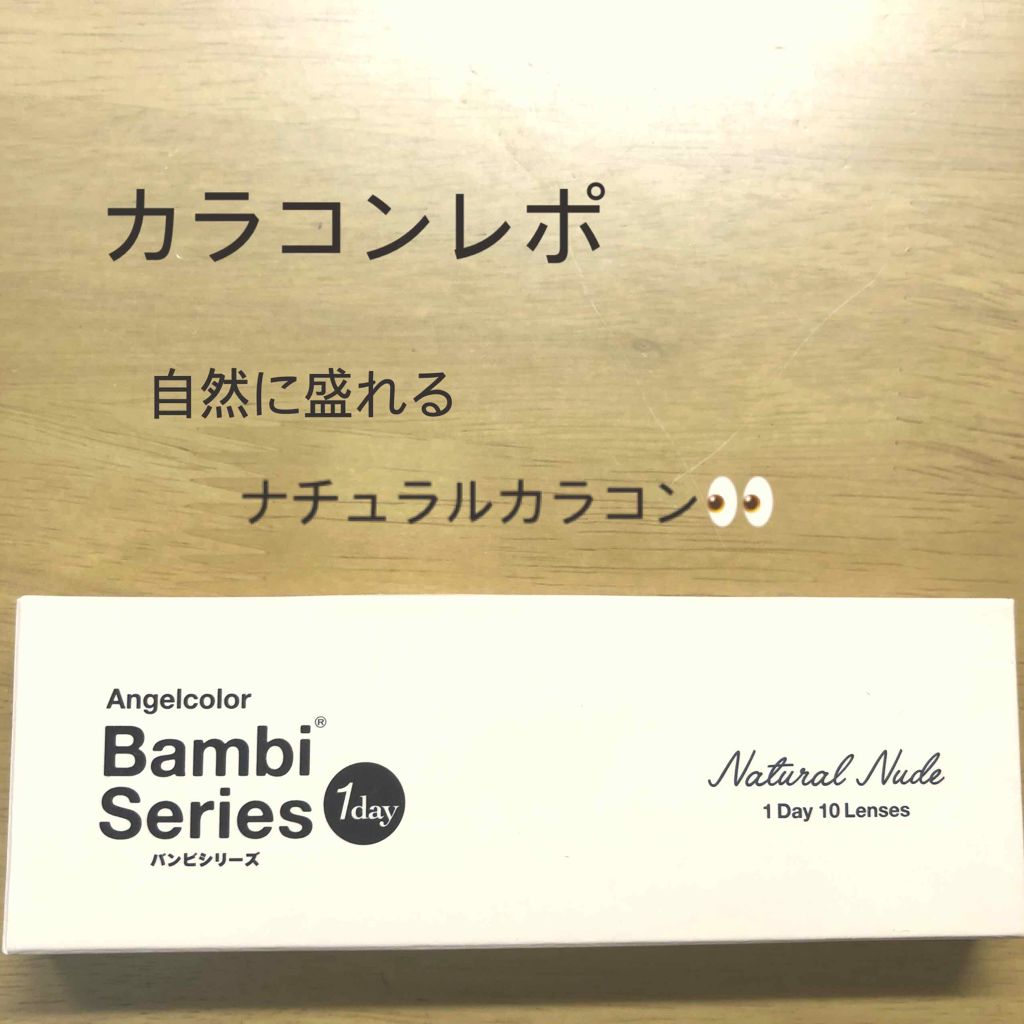 カラコンレポ
自然に盛れる
ナチュラルカラコン👀
Angelcolor
Bambi®
Series 1day
バンビシリーズ
Natural Nude
1 Day 10 Lenses